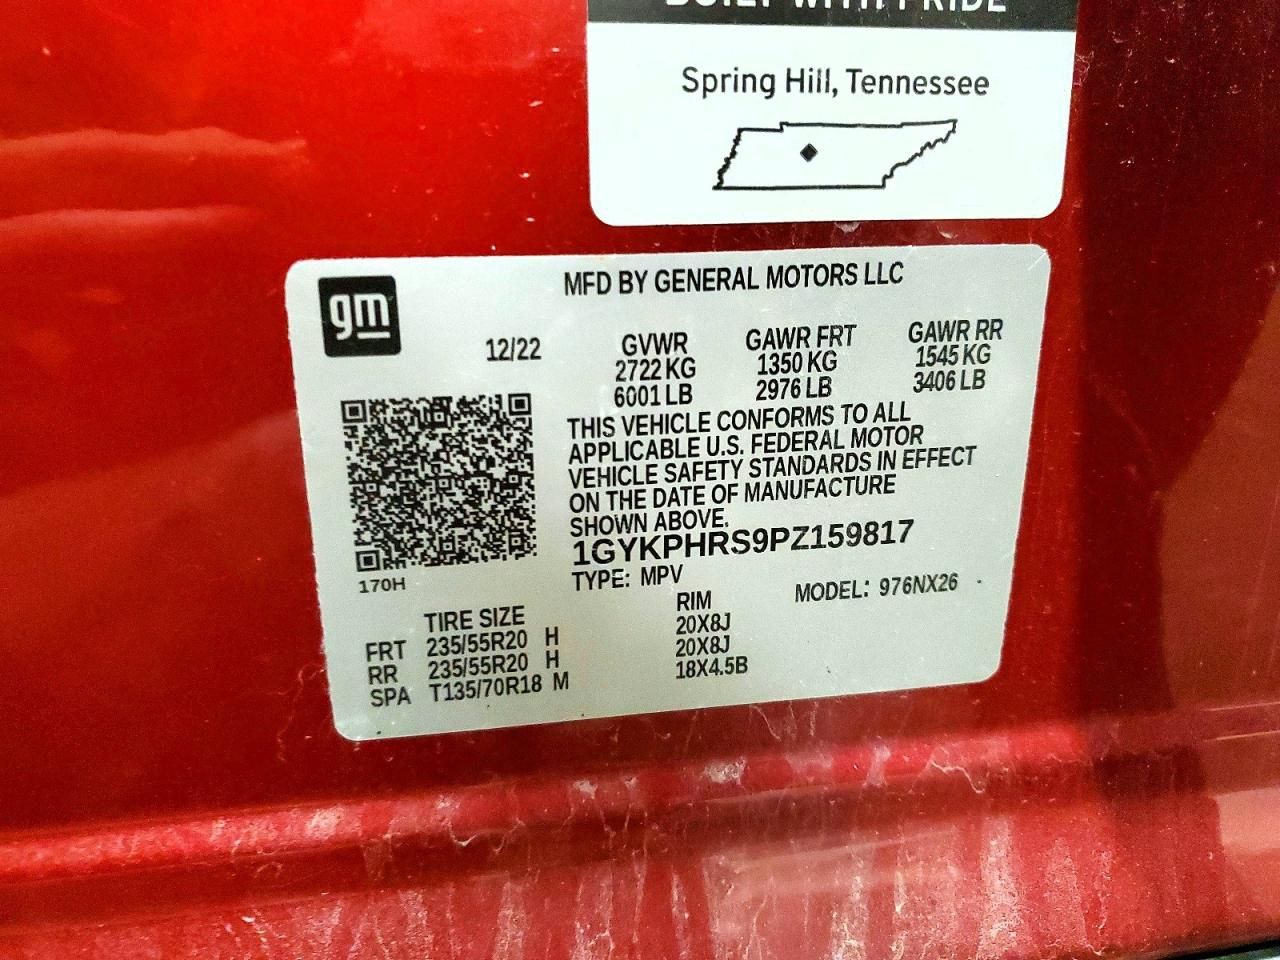 BUILT WITH PRIDE
Spring Hill, Tennessee
gm
MFD BY GENERAL MOTORS LLC
12/22
GVWR GAWR FRT GAWR RR
2722 KG 1350 KG 1545 KG
6001 LB 2976 LB 3406 LB
THIS VEHICLE CONFORMS TO ALL
APPLICABLE U.S. FEDERAL MOTOR
VEHICLE SAFETY STANDARDS IN EFFECT
ON THE DATE OF MANUFACTURE
SHOWN ABOVE.
1GYKPHRS9PZ159817
170H
TYPE: MPV MODEL: 976NX26
TIRE SIZE RIM
FRT 235/55R20 H 20X8J
RR 235/55R20 H 20X8J
SPA T135/70R18 M 18X4.5B